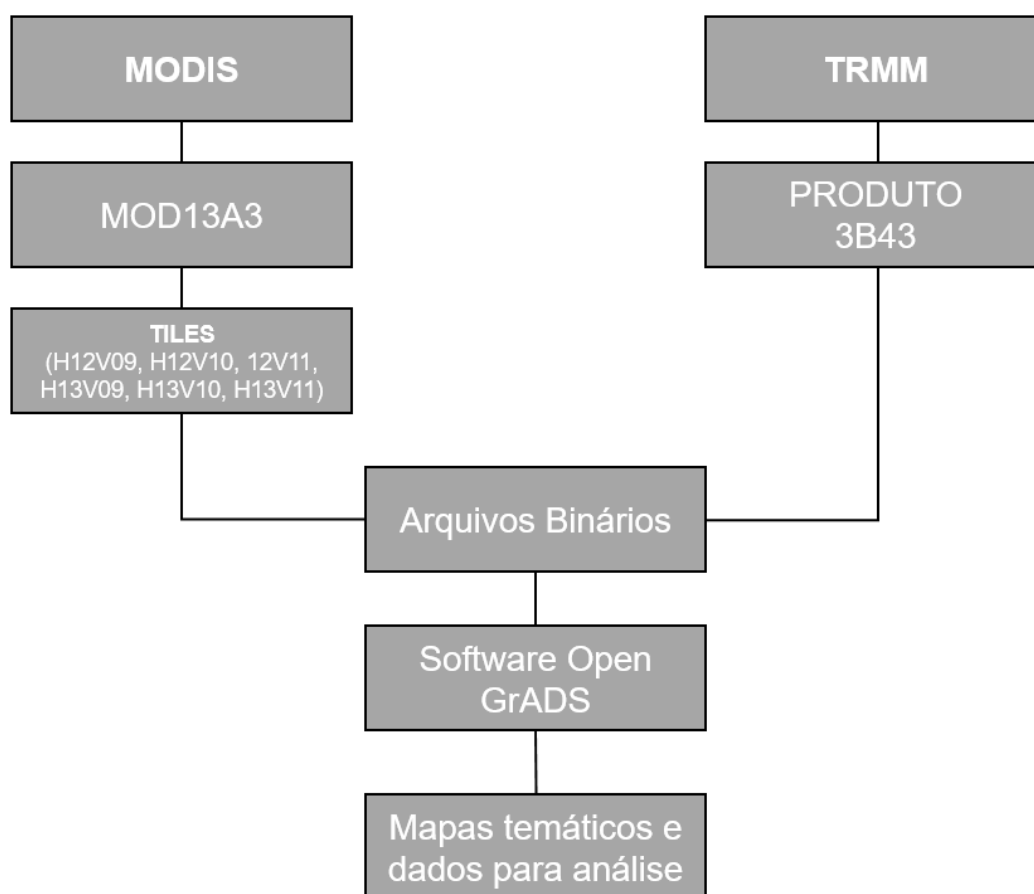 MODIS
MOD13A3
TILES
(H12V09, H12V10, 12V11,
H13V09, H13V10, H13V11)
TRMM
PRODUTO
3B43
Arquivos Binários
Software Open
GrADS
Mapas temáticos e
dados para análise